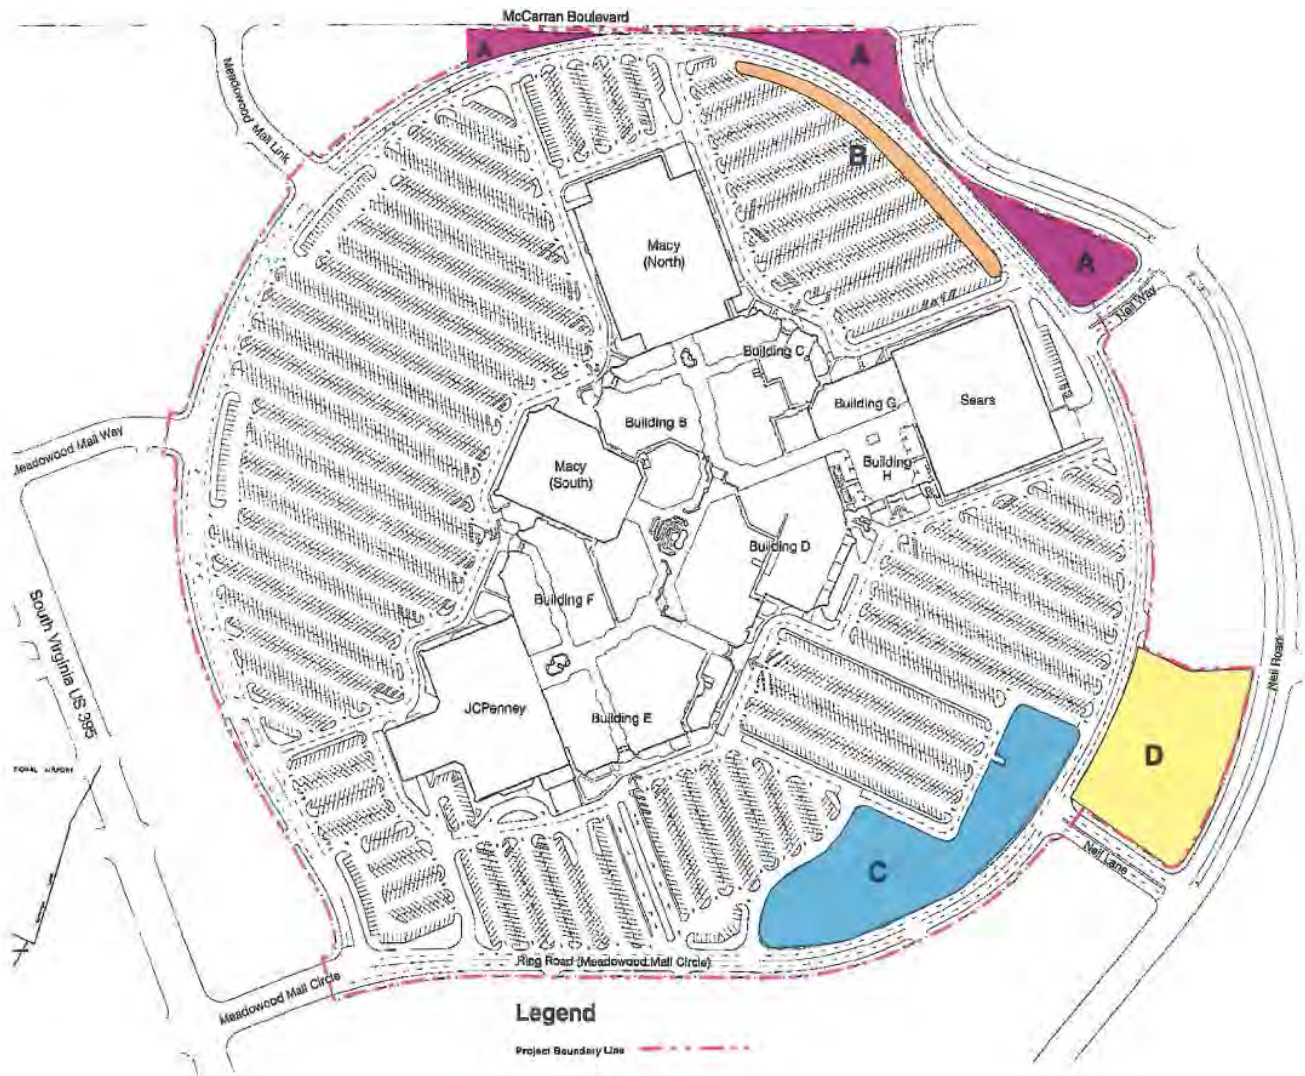 McCarran Boulevard
A
A
Meadowood Mall Link
B
Macy
(North)
A
Neil Way
Building C
Building G
Sears
Building B
Meadowood Mall Way
Building
H
Macy
(South)
Building D
South Virginia US 395
Building F
Neil Road
JCPenney
Building E
D
Neil Lane
C
Ring Road (Meadowood Mall Circle)
Meadowood Mall Circle
Legend
Project Boundary Line